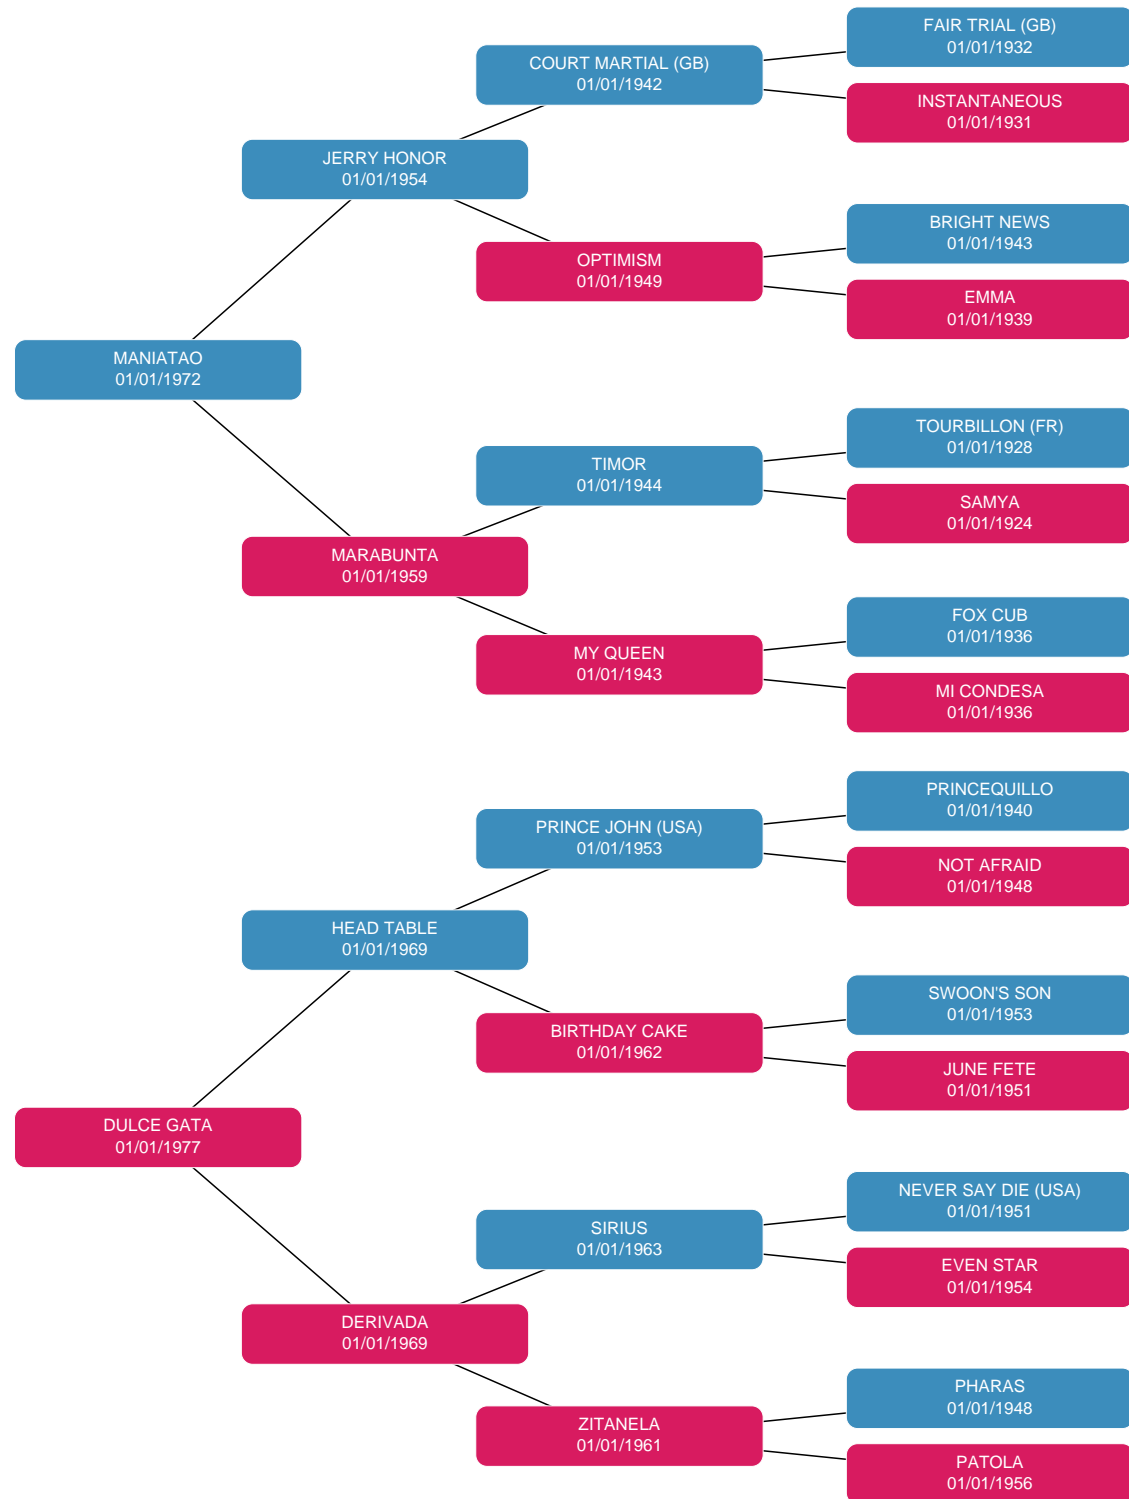 FAIR TRIAL (GB)
01/01/1932
COURT MARTIAL (GB)
01/01/1942
INSTANTANEOUS
01/01/1931
JERRY HONOR
01/01/1954
BRIGHT NEWS
01/01/1943
OPTIMISM
01/01/1949
EMMA
01/01/1939
MANIATAO
01/01/1972
TOURBILLON (FR)
01/01/1928
TIMOR
01/01/1944
SAMYA
01/01/1924
MARABUNTA
01/01/1959
FOX CUB
01/01/1936
MY QUEEN
01/01/1943
MI CONDESA
01/01/1936
PRINCEQUILLO
01/01/1940
PRINCE JOHN (USA)
01/01/1953
NOT AFRAID
01/01/1948
HEAD TABLE
01/01/1969
SWOON'S SON
01/01/1953
BIRTHDAY CAKE
01/01/1962
JUNE FETE
01/01/1951
DULCE GATA
01/01/1977
NEVER SAY DIE (USA)
01/01/1951
SIRIUS
01/01/1963
EVEN STAR
01/01/1954
DERIVADA
01/01/1969
PHARAS
01/01/1948
ZITANELA
01/01/1961
PATOLA
01/01/1956